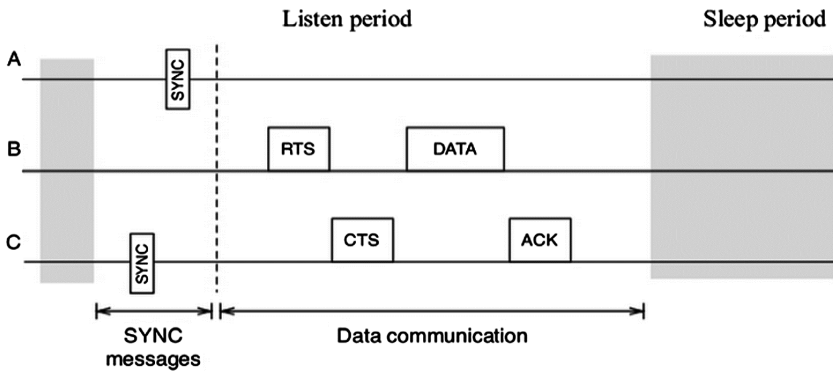 Listen period
Sleep period
A
SYNC
B
RTS
DATA
C
SYNC
CTS
ACK
SYNC
messages
Data communication